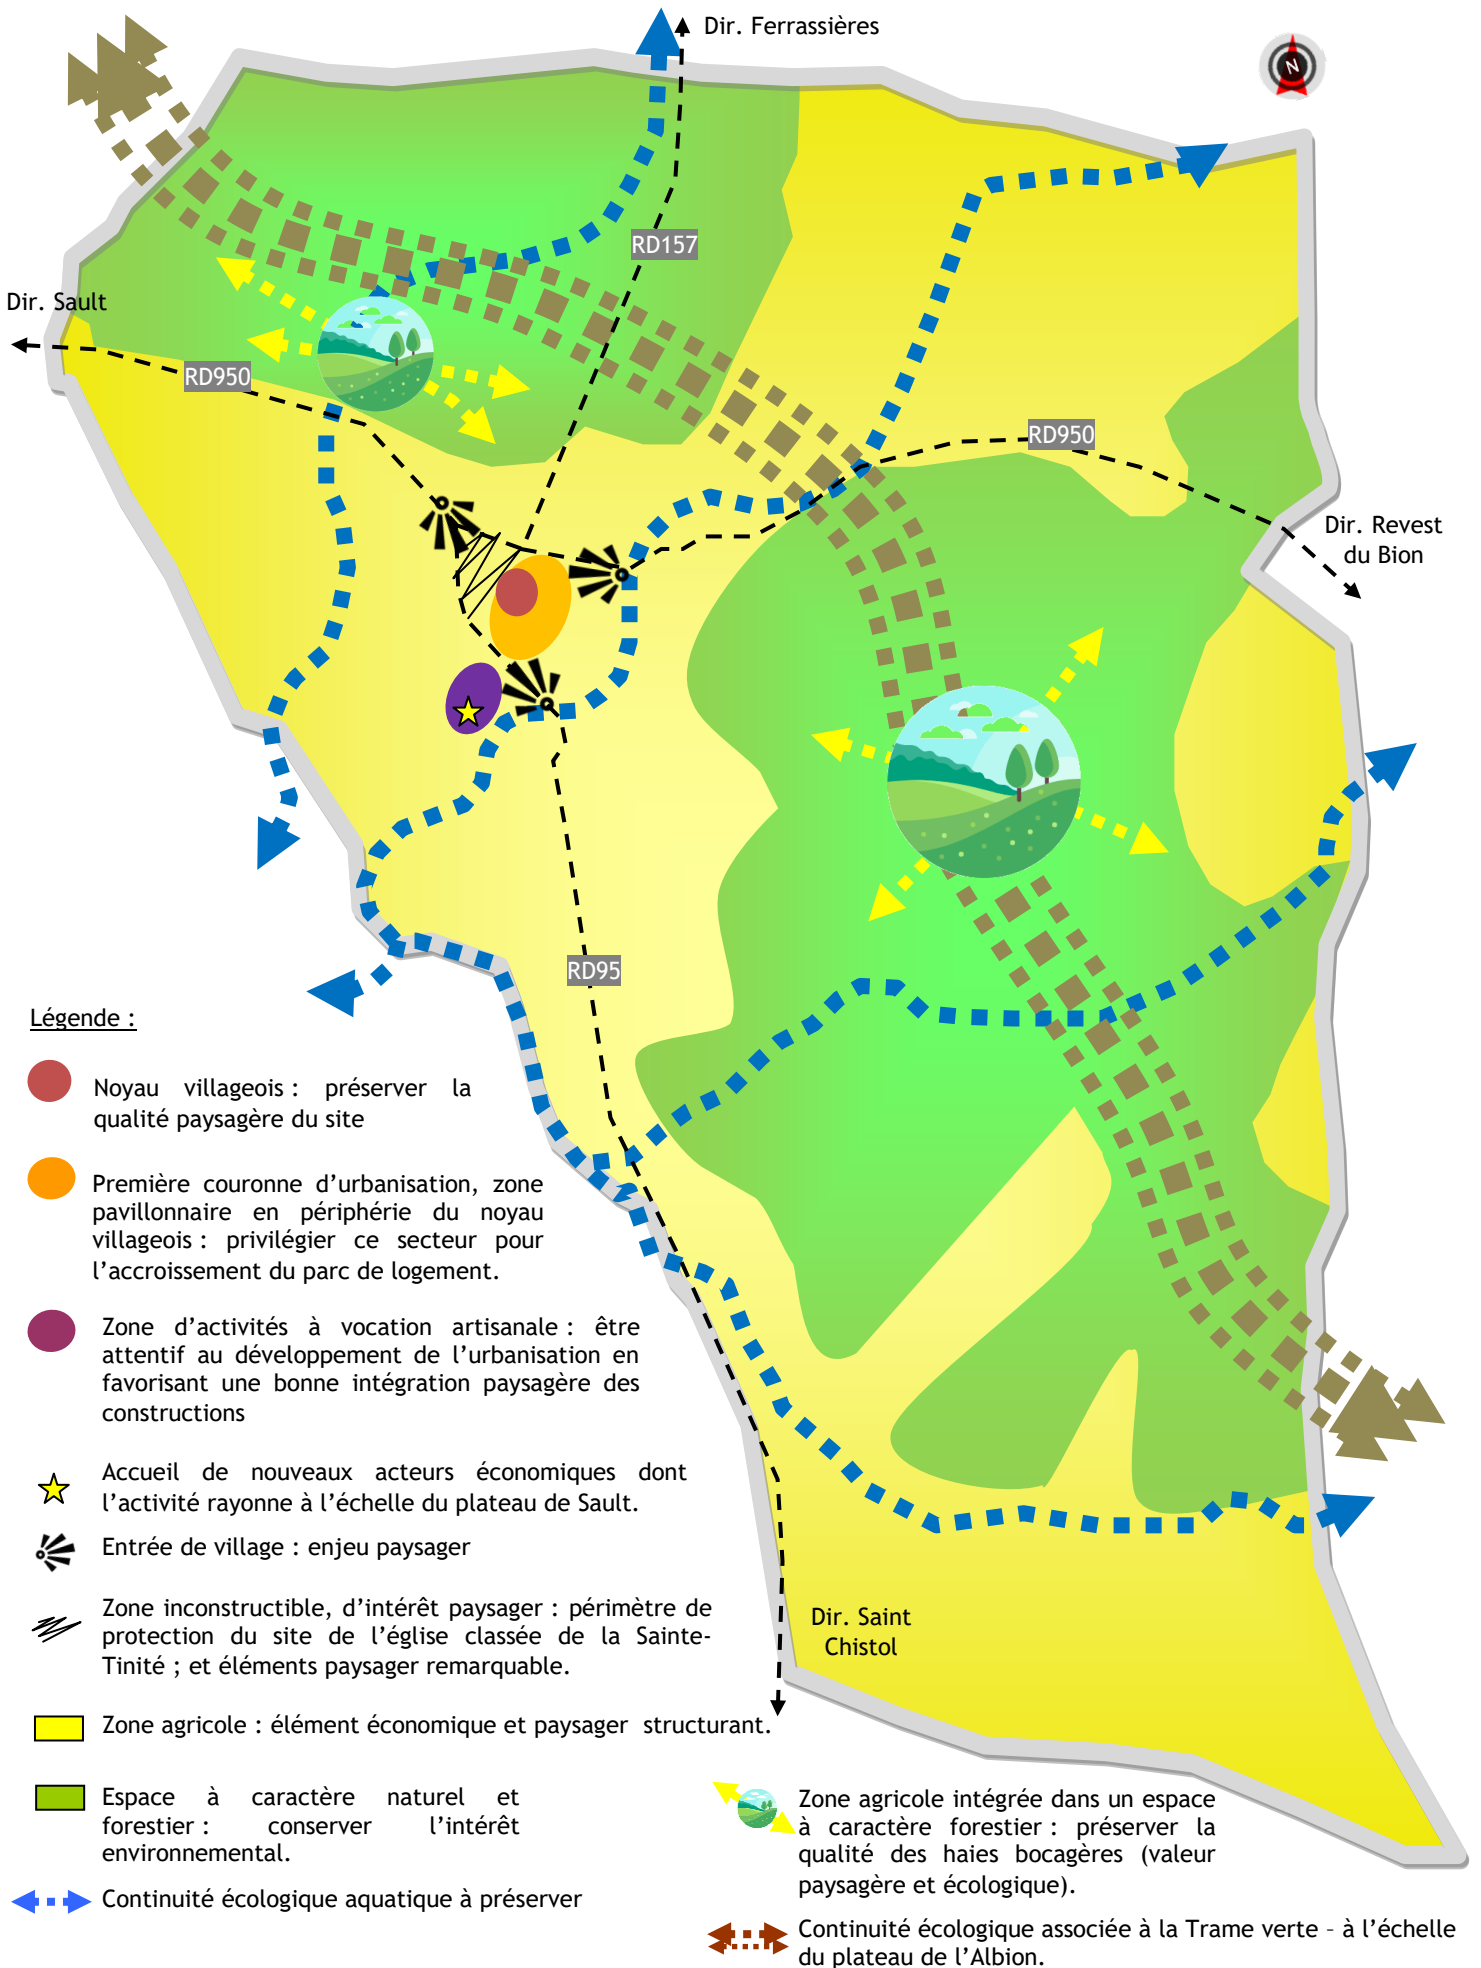 Dir. Ferrassières
N
RD157
Dir. Sault
RD950
RD950
Dir. Revest
du Bion
RD95
Légende :
Noyau villageois : préserver la
qualité paysagère du site
Première couronne d’urbanisation, zone
pavillonnaire en périphérie du noyau
villageois : privilégier ce secteur pour
l’accroissement du parc de logement.
Zone d’activités à vocation artisanale : être
attentif au développement de l’urbanisation en
favorisant une bonne intégration paysagère des
constructions
Accueil de nouveaux acteurs économiques dont
l’activité rayonne à l’échelle du plateau de Sault.
Entrée de village : enjeu paysager
Zone inconstructible, d’intérêt paysager : périmètre de
protection du site de l’église classée de la Sainte-
Tinité ; et éléments paysager remarquable.
Dir. Saint
Chistol
Zone agricole : élément économique et paysager structurant.
Espace à caractère naturel et
forestier : conserver l’intérêt
environnemental.
Continuité écologique aquatique à préserver
Zone agricole intégrée dans un espace
à caractère forestier : préserver la
qualité des haies bocagères (valeur
paysagère et écologique).
Continuité écologique associée à la Trame verte – à l’échelle
du plateau de l’Albion.